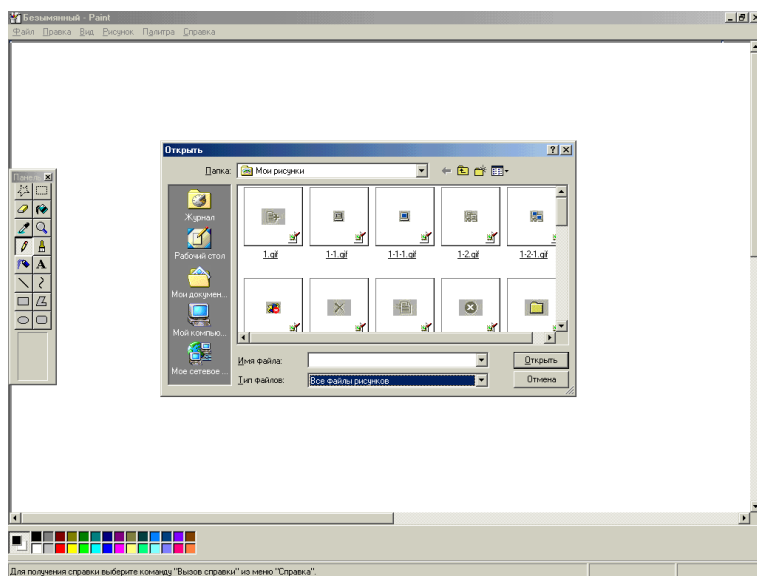 Безымянный - Paint
Файл Правка Вид Рисунок Палитра Справка
Открыть
Папка: Мои рисунки
Панель
Журнал
Рабочий стол
Мои докумен...
Мой компью...
Мое сетевое ...
1.gif 1-1.gif 1-1-1.gif 1-2.gif 1-2-1.gif
Имя файла: Открыть
Тип файлов: Все файлы рисунков Отмена
Для получения справки выберите команду "Вызов справки" из меню "Справка".